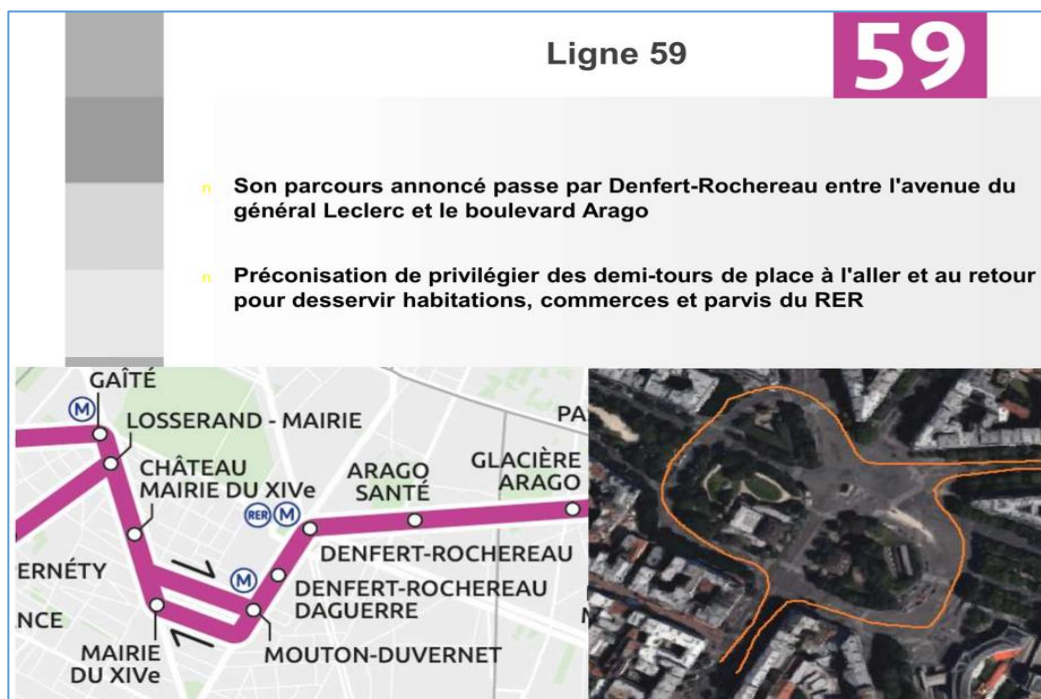 Ligne 59
59
n Son parcours annoncé passe par Denfert-Rochereau entre l'avenue du
général Leclerc et le boulevard Arago
n Préconisation de privilégier des demi-tours de place à l'aller et au retour
pour desservir habitations, commerces et parvis du RER
GAÎTÉ
M
LOSSERAND - MAIRIE
CHÂTEAU
MAIRIE DU XIVe
ARAGO
SANTÉ
GLACIÈRE
ARAGO
PA
RER M
DENFERT-ROCHEREAU
ERNÉTY
M
DENFERT-ROCHEREAU
DAGUERRE
NCE
MAIRIE
DU XIVe
MOUTON-DUVERNET